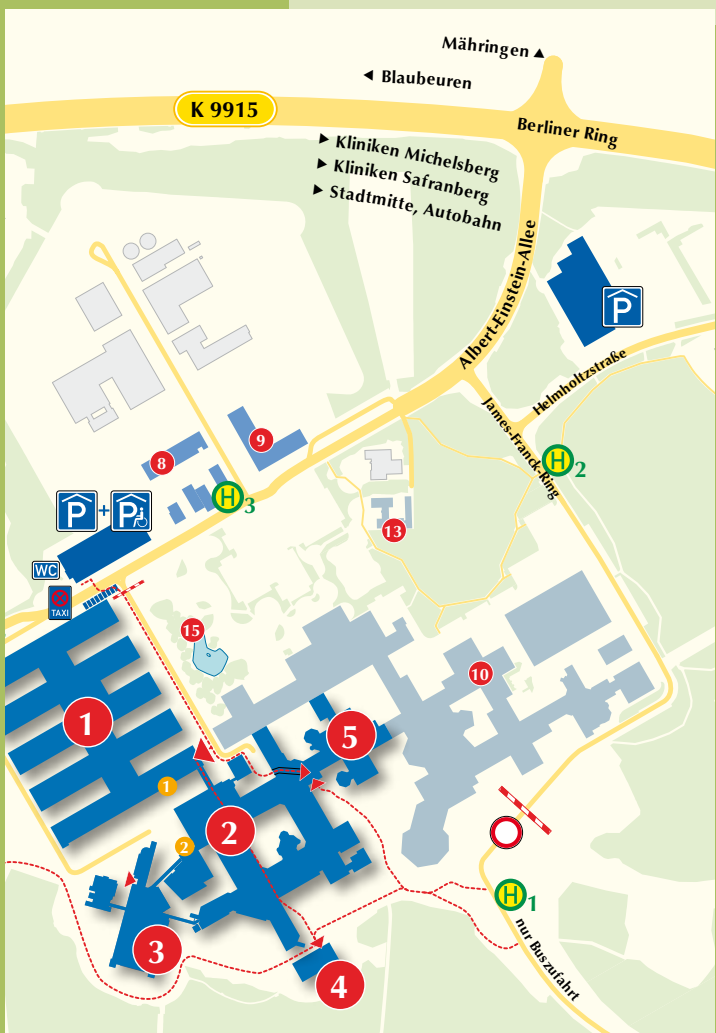 Mähringen
Blaubeuren
K 9915
Berliner Ring
Kliniken Michelsberg
Kliniken Safranberg
Stadtmitte, Autobahn
Albert-Einstein-Allee
P
Helmholtzstraße
James-Franck-Ring
9
8
H 2
H 3
P + P
13
WC
TAXI
15
10
1
5
1
2
2
H 1
3
4
nur Buszufahrt